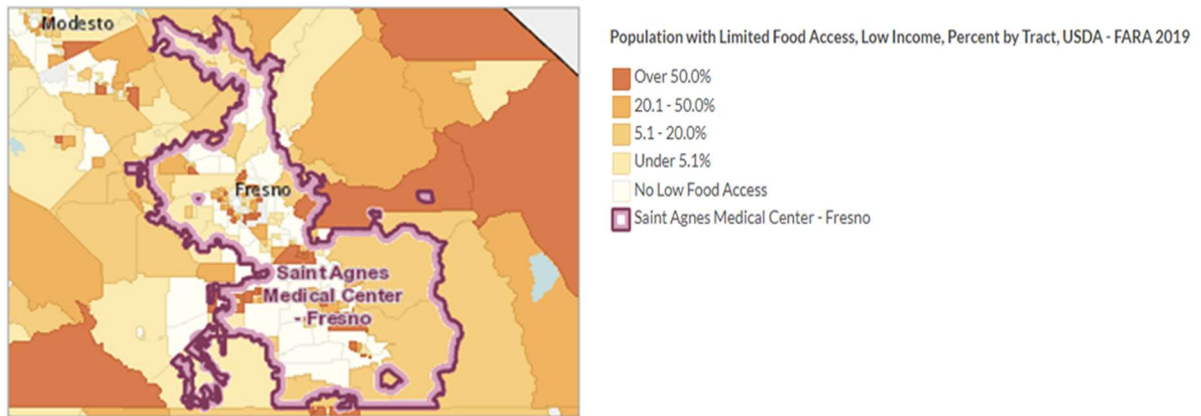 Modesto
Fresno
Saint Agnes
Medical Center
- Fresno
Population with Limited Food Access, Low Income, Percent by Tract, USDA - FARA 2019
Over 50.0%
20.1 - 50.0%
5.1 - 20.0%
Under 5.1%
No Low Food Access
Saint Agnes Medical Center - Fresno